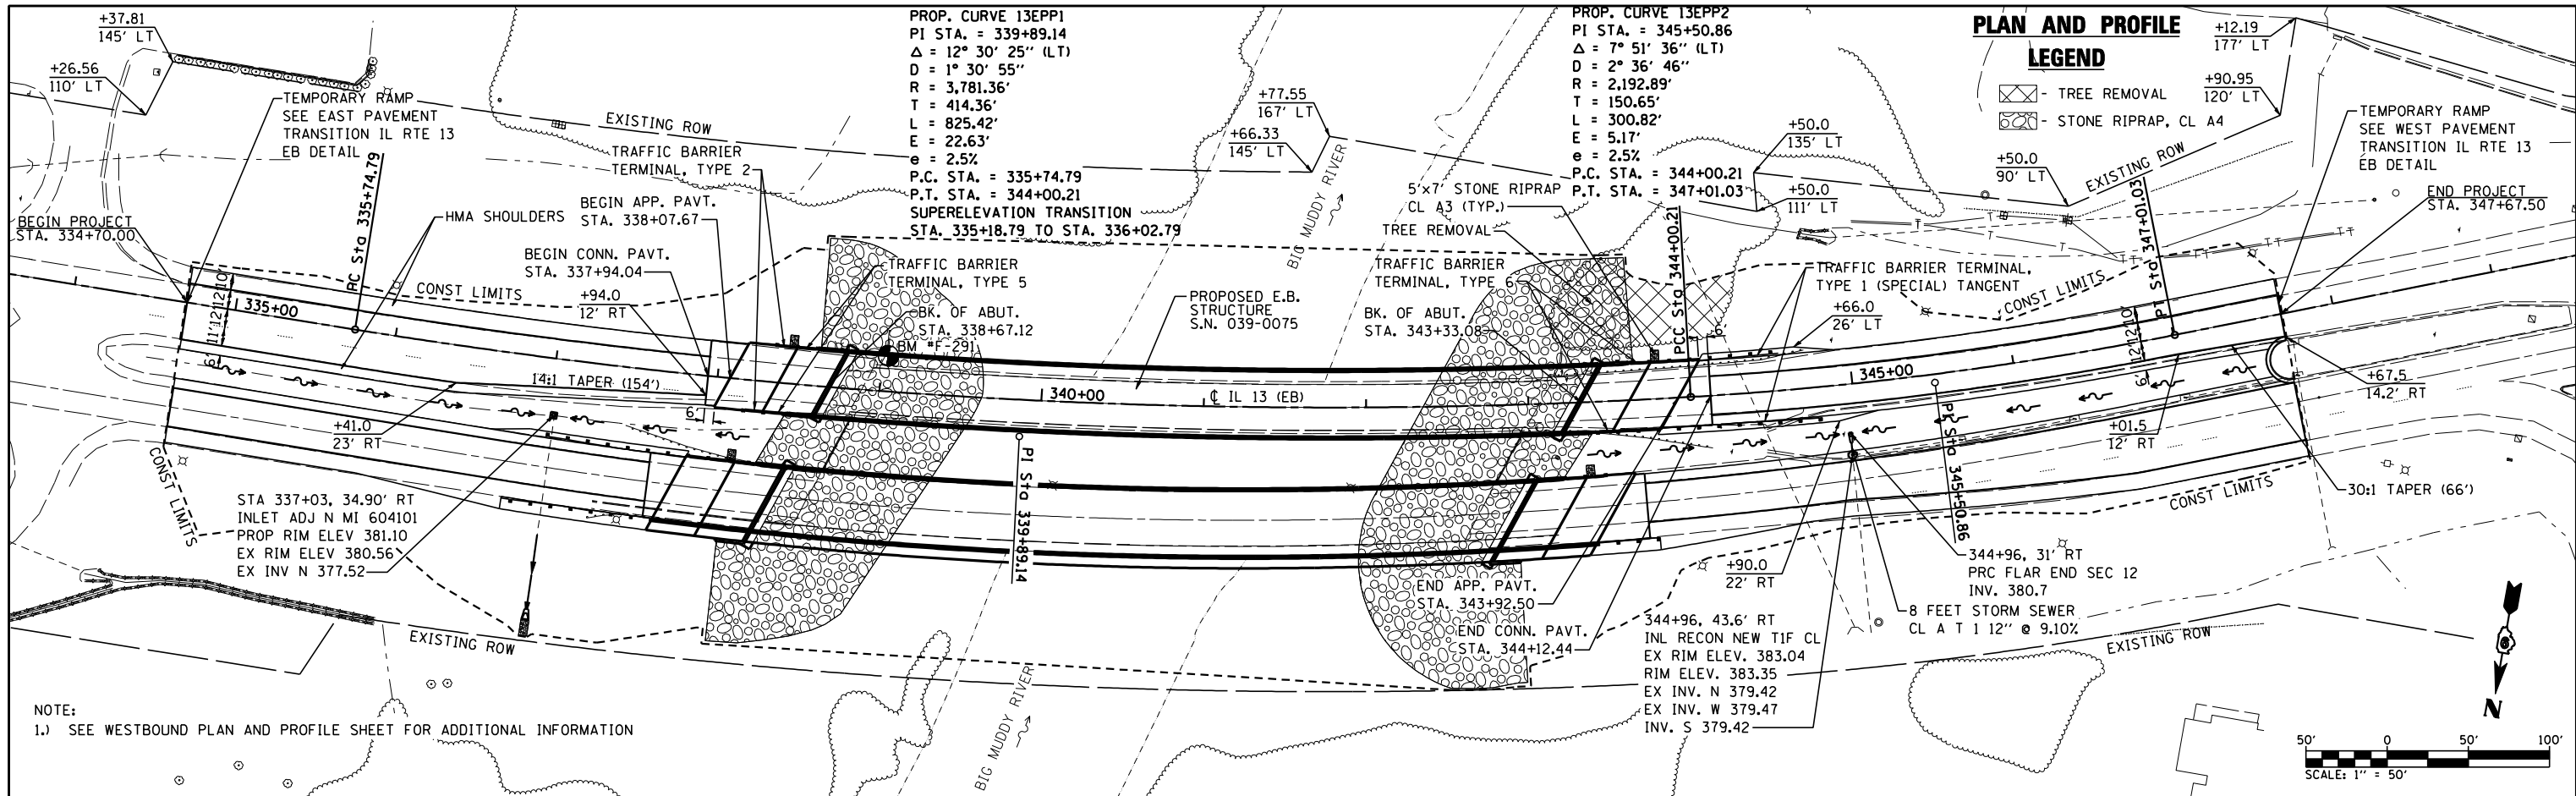 +37.81
145' LT
+26.56
110' LT
TEMPORARY RAMP
SEE EAST PAVEMENT
TRANSITION IL RTE 13
EB DETAIL
BEGIN PROJECT
STA. 334+70.00
PC Sta 335+74.79
HMA SHOULDERS
EXISTING ROW
TRAFFIC BARRIER
TERMINAL, TYPE 2
BEGIN APP. PAVT.
STA. 338+07.67
BEGIN CONN. PAVT.
STA. 337+94.04
CONST LIMITS
+94.0
12' RT
PROP. CURVE 13EPP1
PI STA. = 339+89.14
Δ = 12° 30' 25'' (LT)
D = 1° 30' 55''
R = 3,781.36'
T = 414.36'
L = 825.42'
E = 22.63'
e = 2.5%
P.C. STA. = 335+74.79
P.T. STA. = 344+00.21
SUPERELEVATION TRANSITION
STA. 335+18.79 TO STA. 336+02.79
TRAFFIC BARRIER
TERMINAL, TYPE 5
BK. OF ABUT.
STA. 338+67.12
BM #F-291
+77.55
167' LT
+66.33
145' LT
BIG MUDDY RIVER
PROPOSED E.B.
STRUCTURE
S.N. 039-0075
PROP. CURVE 13EPP2
PI STA. = 345+50.86
Δ = 7° 51' 36'' (LT)
D = 2° 36' 46''
R = 2,192.89'
T = 150.65'
L = 300.82'
E = 5.17'
e = 2.5%
P.C. STA. = 344+00.21
P.T. STA. = 347+01.03
5'x7' STONE RIPRAP
CL A3 (TYP.)
TREE REMOVAL
TRAFFIC BARRIER
TERMINAL, TYPE 6
BK. OF ABUT.
STA. 343+33.08
PCC Sta 344+00.21
+50.0
135' LT
+50.0
111' LT
TRAFFIC BARRIER TERMINAL,
TYPE 1 (SPECIAL) TANGENT
+66.0
26' LT
PLAN AND PROFILE
LEGEND
- TREE REMOVAL
- STONE RIPRAP, CL A4
+12.19
177' LT
+90.95
120' LT
+50.0
90' LT
EXISTING ROW
CONST LIMITS
PT Sta 347+01.03
TEMPORARY RAMP
SEE WEST PAVEMENT
TRANSITION IL RTE 13
EB DETAIL
END PROJECT
STA. 347+67.50
335+00
11' 12' 12' 10'
6'
14:1 TAPER (154')
+41.0
23' RT
6'
340+00
℄ IL 13 (EB)
6'
345+00
12' 12' 10'
6'
+67.5
14.2' RT
+01.5
12' RT
30:1 TAPER (66')
CONST LIMITS
STA 337+03, 34.90' RT
INLET ADJ N MI 604101
PROP RIM ELEV 381.10
EX RIM ELEV 380.56
EX INV N 377.52
EXISTING ROW
PI Sta 339+89.14
BIG MUDDY RIVER
END APP. PAVT.
STA. 343+92.50
END CONN. PAVT.
STA. 344+12.44
344+96, 43.6' RT
INL RECON NEW T1F CL
EX RIM ELEV. 383.04
RIM ELEV. 383.35
EX INV. N 379.42
EX INV. W 379.47
INV. S 379.42
+90.0
22' RT
PI Sta 345+50.86
344+96, 31' RT
PRC FLAR END SEC 12
INV. 380.7
8 FEET STORM SEWER
CL A T 1 12'' @ 9.10%
CONST LIMITS
EXISTING ROW
N
NOTE:
1.) SEE WESTBOUND PLAN AND PROFILE SHEET FOR ADDITIONAL INFORMATION
50' 0 50' 100'
SCALE: 1'' = 50'